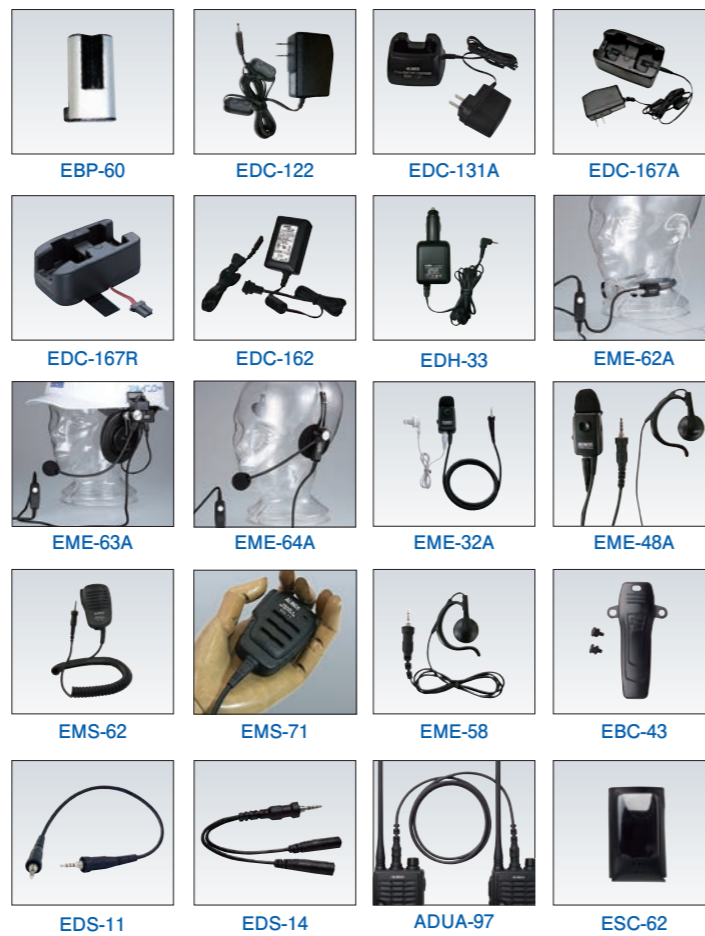 EBP-60
EDC-122
EDC-131A
EDC-167A
EDC-167R
EDC-162
EDH-33
EME-62A
EME-63A
EME-64A
EME-32A
EME-48A
EMS-62
EMS-71
EME-58
EBC-43
EDS-11
EDS-14
ADUA-97
ESC-62